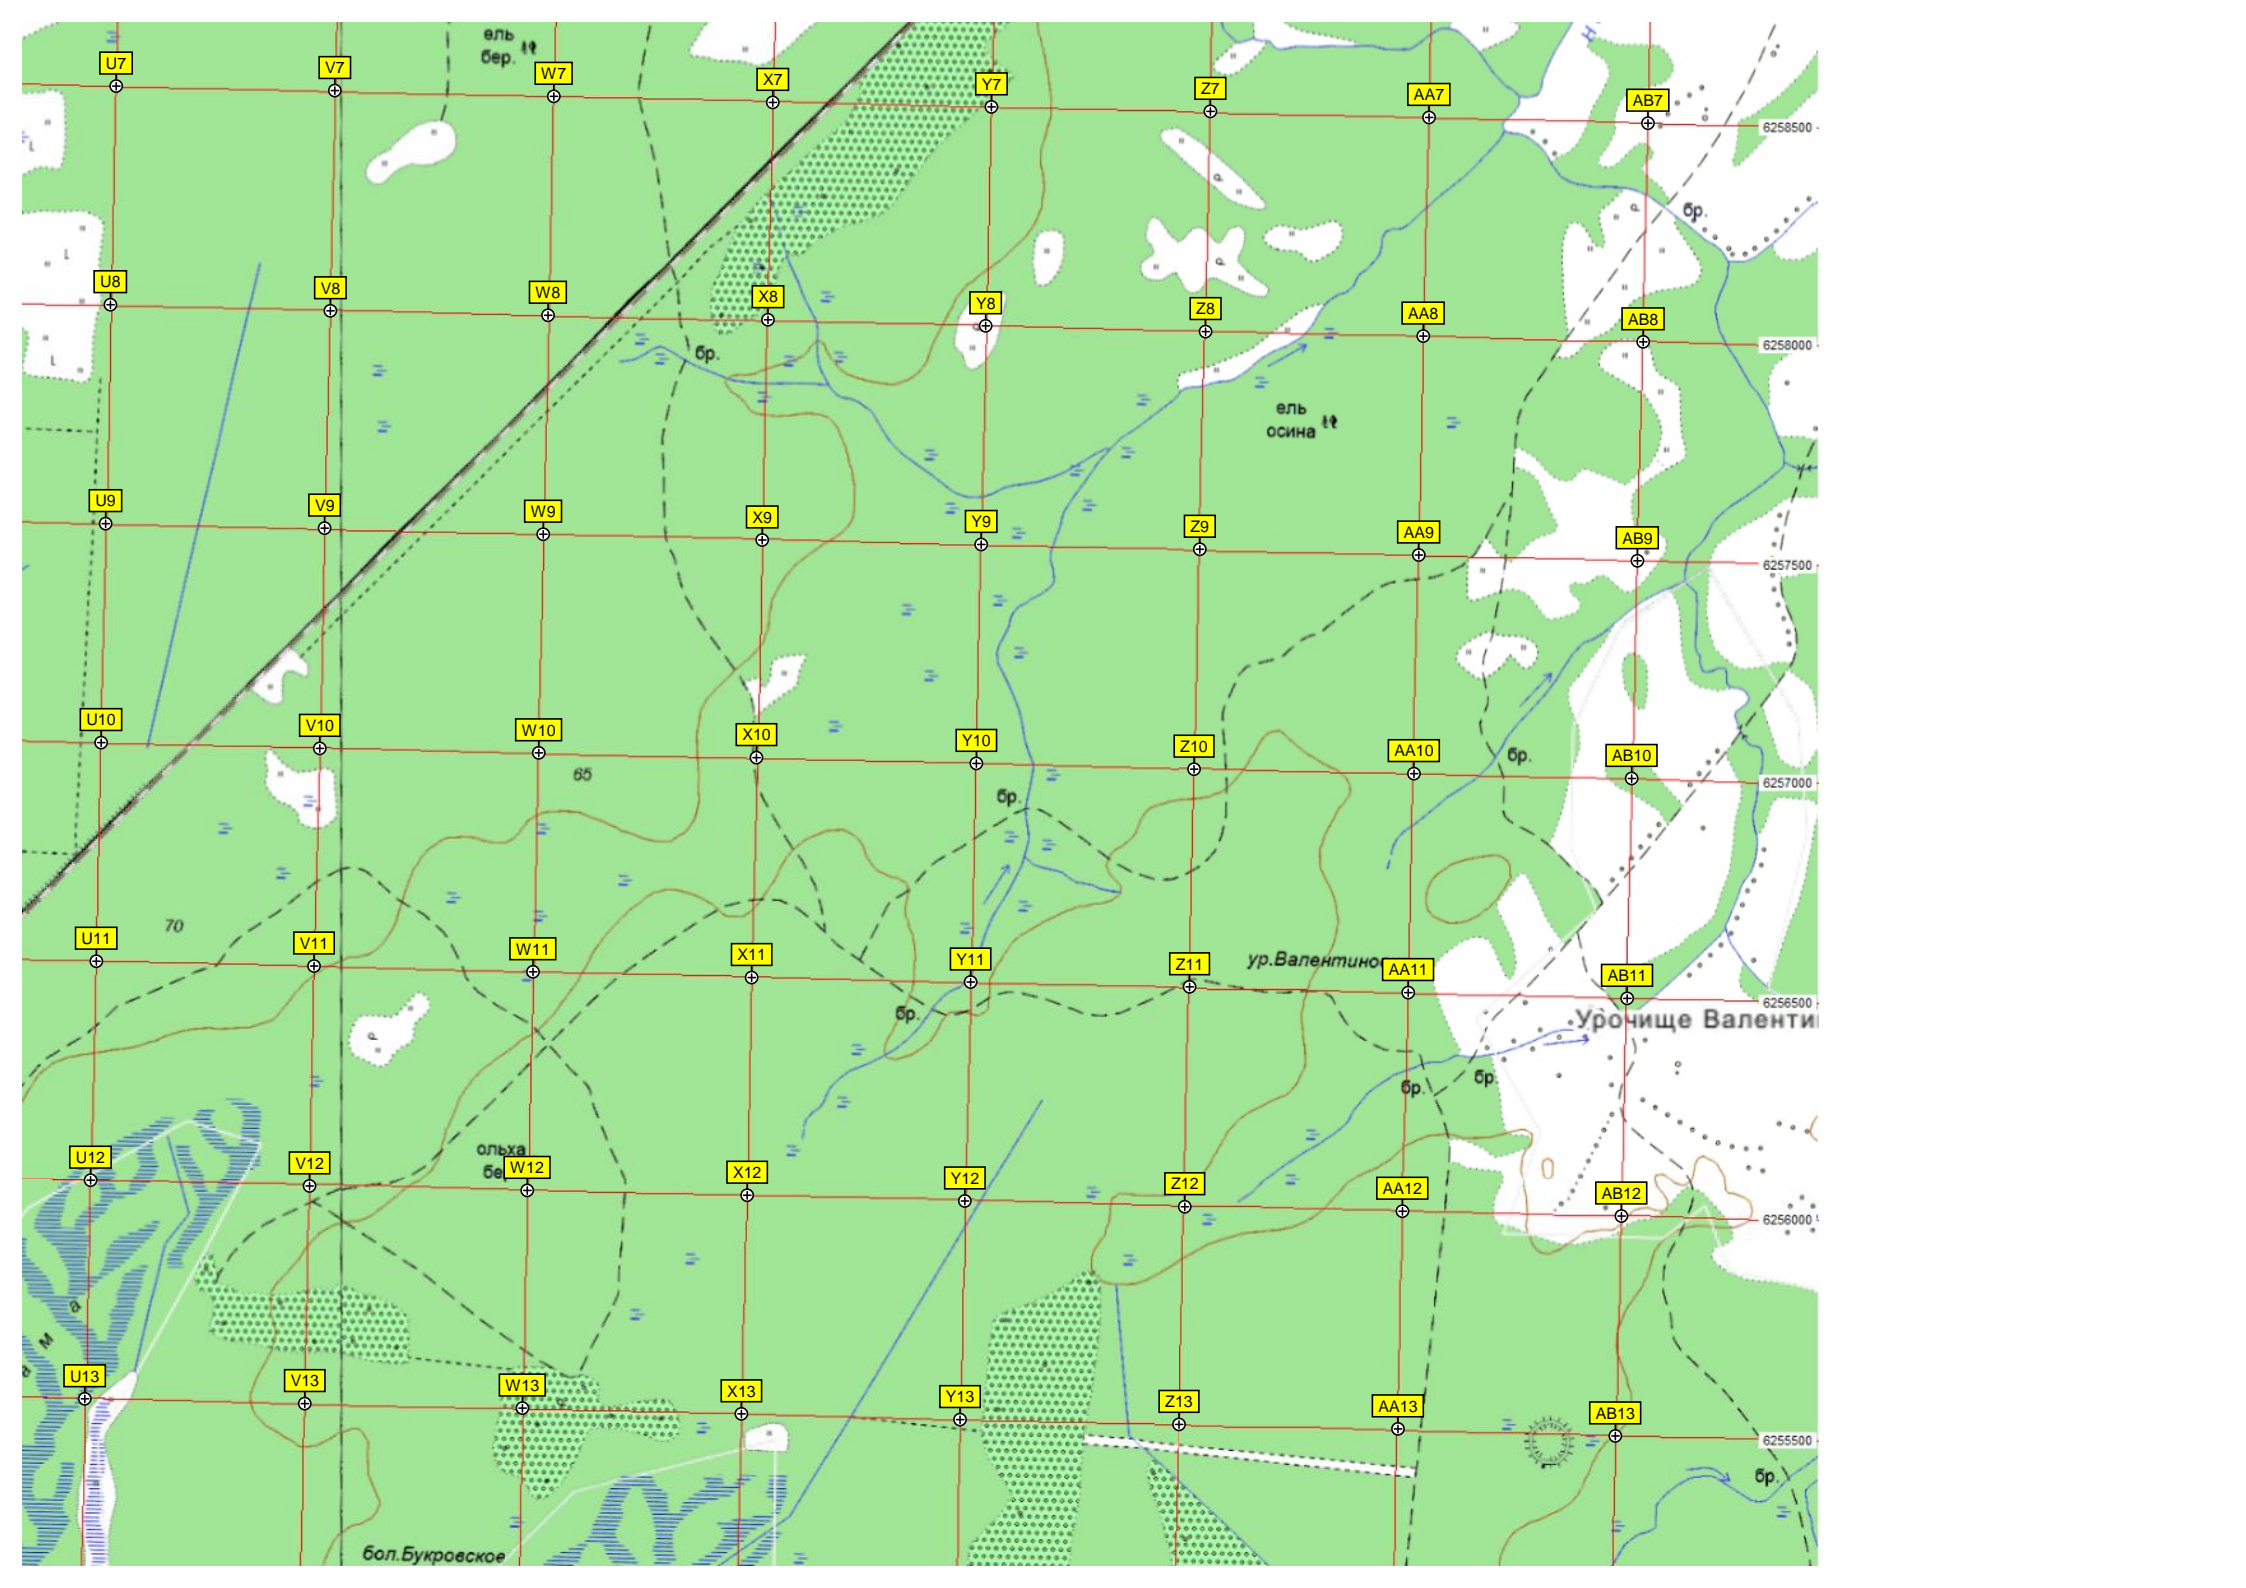 ель
бер.
U7 V7 W7 X7 Y7 Z7 AA7 AB7
6258500
бр.
U8 V8 W8 X8 Y8 Z8 AA8 AB8
6258000
бр.
ель
осина
U9 V9 W9 X9 Y9 Z9 AA9 AB9
6257500
U10 V10 W10 X10 Y10 Z10 AA10 AB10
бр.
65
6257000
бр.
70
U11 V11 W11 X11 Y11 Z11 ур.Валентинов AA11 AB11
6256500
бр.
Урочище Валенти
бр.
бр.
ольха
U12 V12 бе W12 X12 Y12 Z12 AA12 AB12
6256000
а
м
а
U13 V13 W13 X13 Y13 Z13 AA13 AB13
6255500
бр.
бол.Букровское